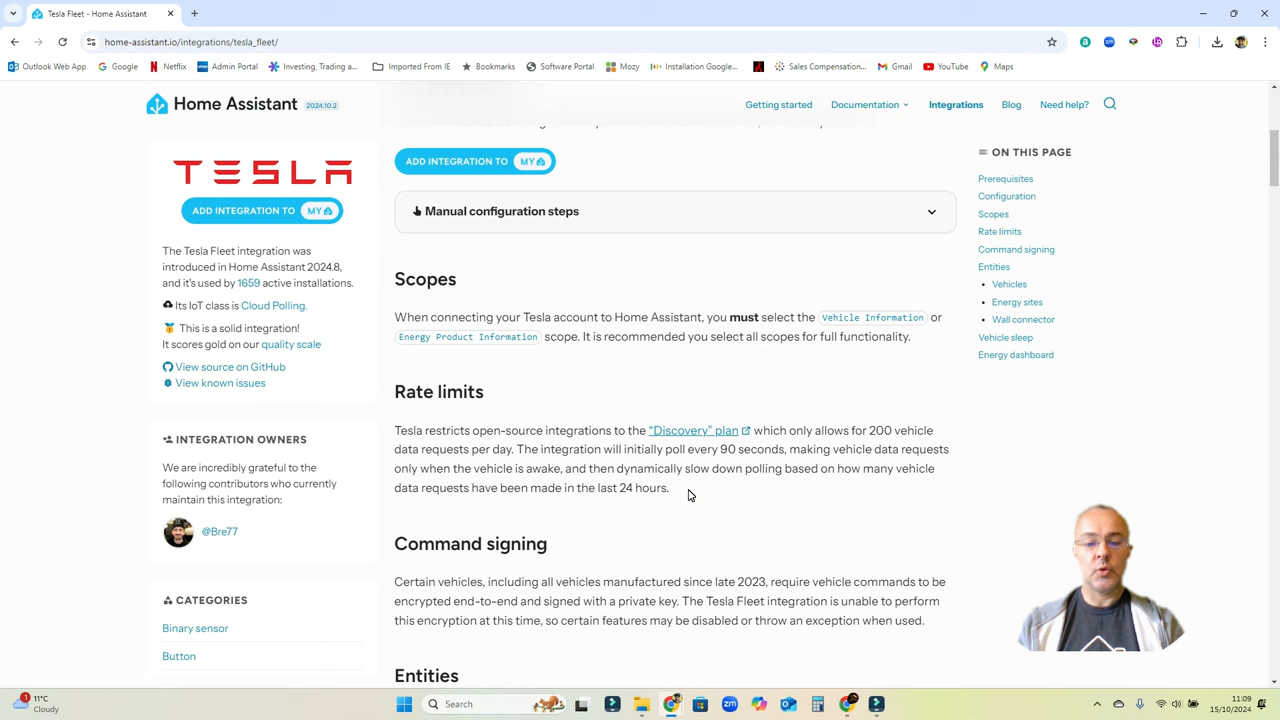 Tesla Fleet - Home Assistant
home-assistant.io/integrations/tesla_fleet/
Outlook Web App
Google
Netflix
Admin Portal
Investing, Trading a...
Imported From IE
Bookmarks
Software Portal
Mozy
Installation Google...
Sales Compensation...
Gmail
YouTube
Maps
Home Assistant 2024.10.2
Getting started
Documentation
Integrations
Blog
Need help?
TESLA
ADD INTEGRATION TO MY
The Tesla Fleet integration was
introduced in Home Assistant 2024.8,
and it's used by 1659 active installations.
Its IoT class is Cloud Polling.
This is a solid integration!
It scores gold on our quality scale
View source on GitHub
View known issues
INTEGRATION OWNERS
We are incredibly grateful to the
following contributors who currently
maintain this integration:
@Bre77
CATEGORIES
Binary sensor
Button
ADD INTEGRATION TO MY
Manual configuration steps
Scopes
When connecting your Tesla account to Home Assistant, you must select the Vehicle Information or
Energy Product Information scope. It is recommended you select all scopes for full functionality.
Rate limits
Tesla restricts open-source integrations to the “Discovery” plan which only allows for 200 vehicle
data requests per day. The integration will initially poll every 90 seconds, making vehicle data requests
only when the vehicle is awake, and then dynamically slow down polling based on how many vehicle
data requests have been made in the last 24 hours.
Command signing
Certain vehicles, including all vehicles manufactured since late 2023, require vehicle commands to be
encrypted end-to-end and signed with a private key. The Tesla Fleet integration is unable to perform
this encryption at this time, so certain features may be disabled or throw an exception when used.
Entities
ON THIS PAGE
Prerequisites
Configuration
Scopes
Rate limits
Command signing
Entities
Vehicles
Energy sites
Wall connector
Vehicle sleep
Energy dashboard
1
11°C
Cloudy
Search
11:09
15/10/2024